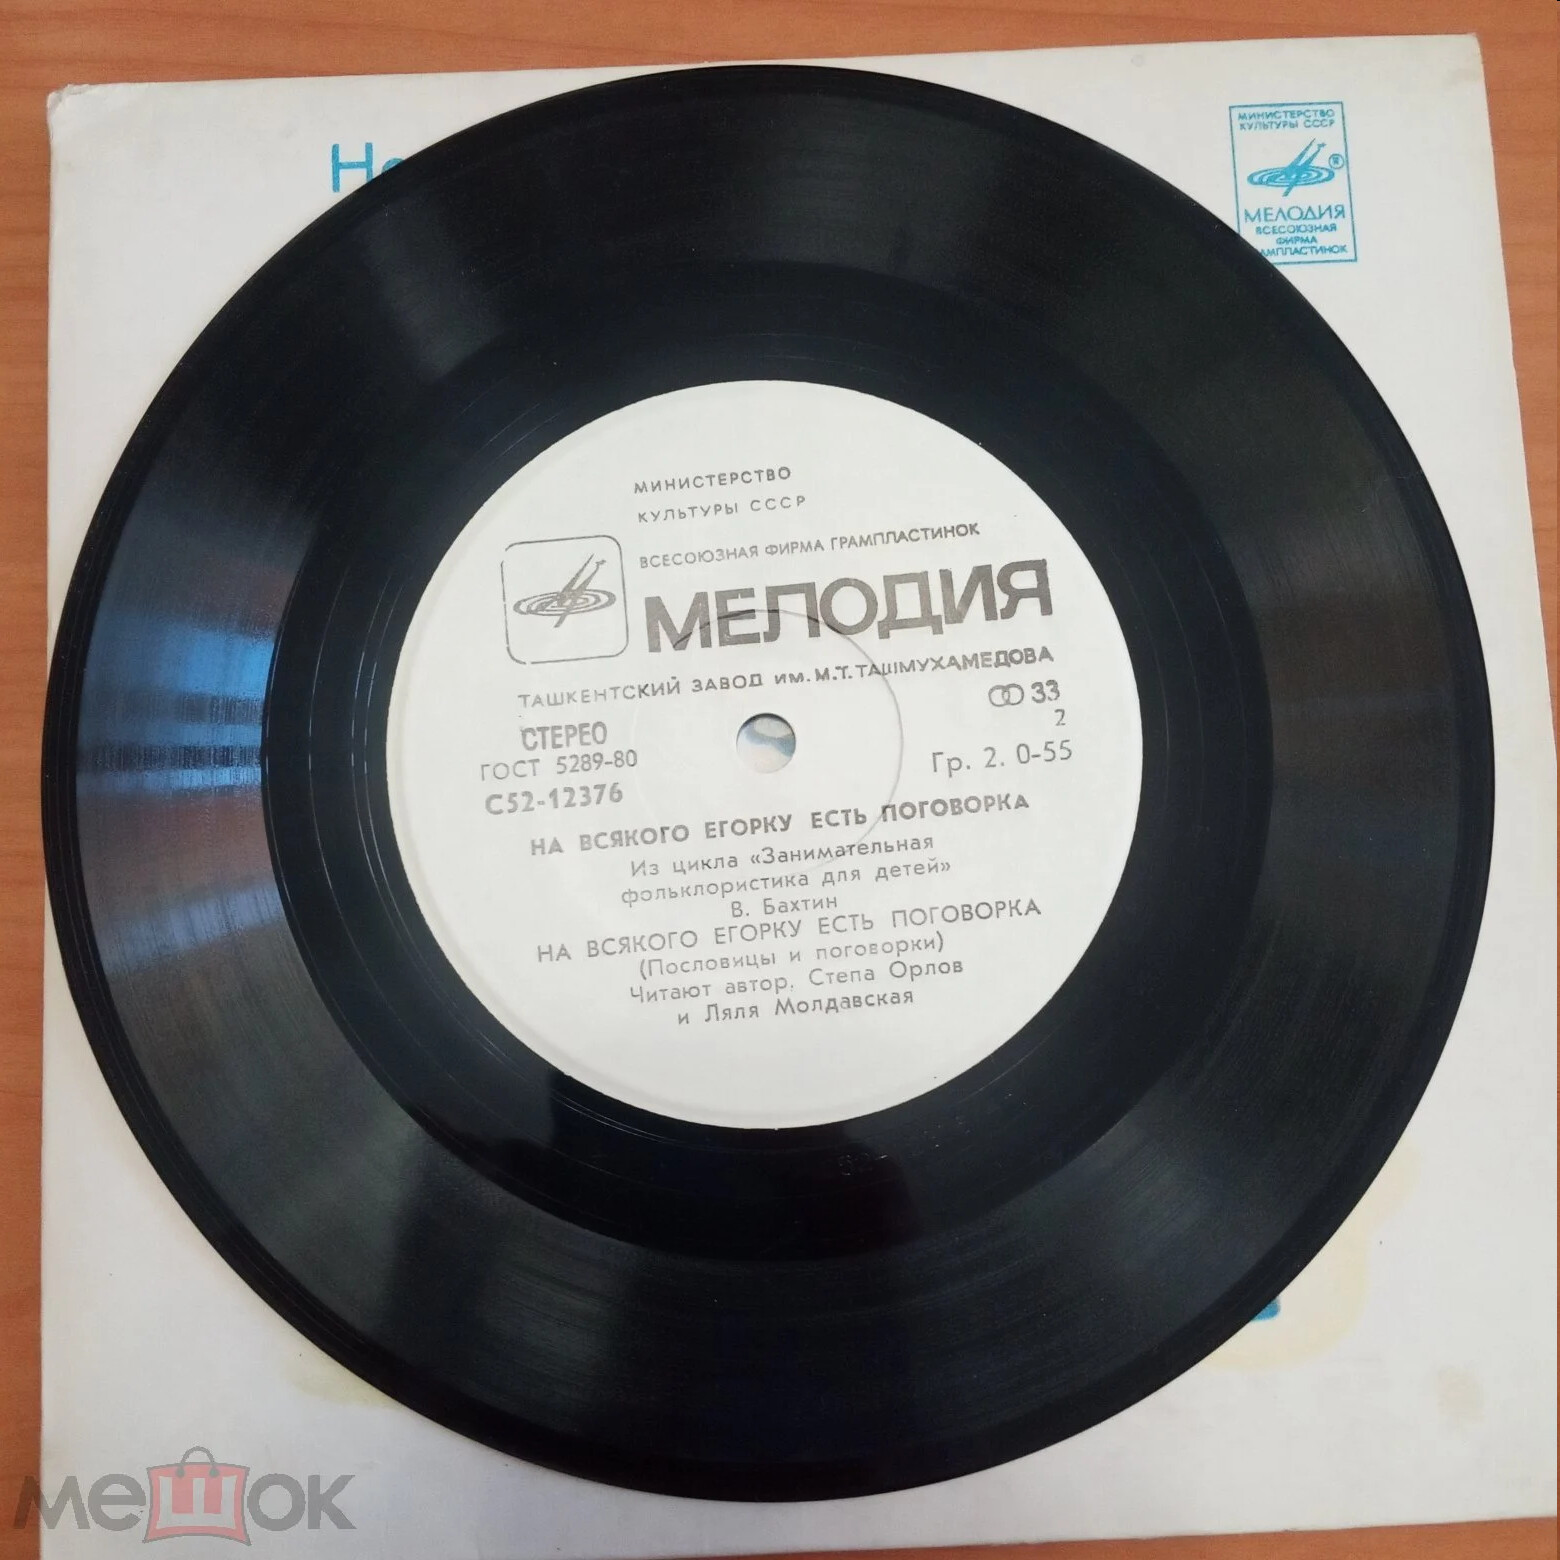 МИНИСТЕРСТВО
КУЛЬТУРЫ СССР
®
МЕЛОДИЯ
ВСЕСОЮЗНАЯ
ФИРМА
АМПЛАСТИНОК
МИНИСТЕРСТВО
КУЛЬТУРЫ СССР
ВСЕСОЮЗНАЯ ФИРМА ГРАМПЛАСТИНОК
МЕЛОДИЯ
ТАШКЕНТСКИЙ ЗАВОД ИМ. М.Т. ТАШМУХАМЕДОВА
СТЕРЕО
33
ГОСТ 5289-80
2
С52-12376
Гр. 2. 0-55
НА ВСЯКОГО ЕГОРКУ ЕСТЬ ПОГОВОРКА
Из цикла «Занимательная
фольклористика для детей»
В. Бахтин
НА ВСЯКОГО ЕГОРКУ ЕСТЬ ПОГОВОРКА
(Пословицы и поговорки)
Читают автор, Степа Орлов
и Ляля Молдавская
мешок